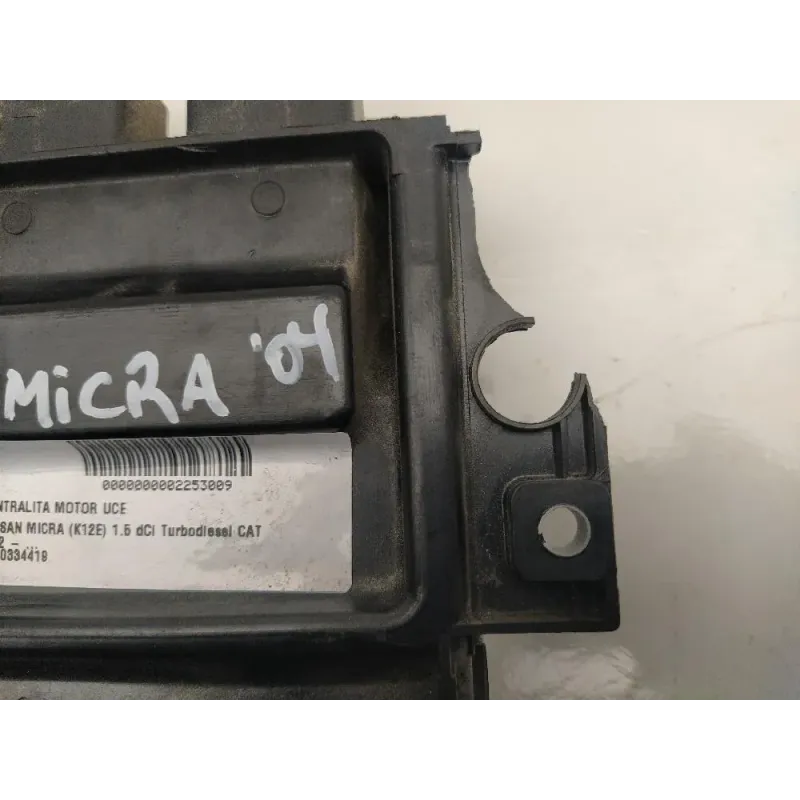 MiCRA '04
0000000002253009
NTRALITA MOTOR UCE
SAN MICRA (K12E) 1.5 dCi Turbodiesel CAT
2 - ...
0334419